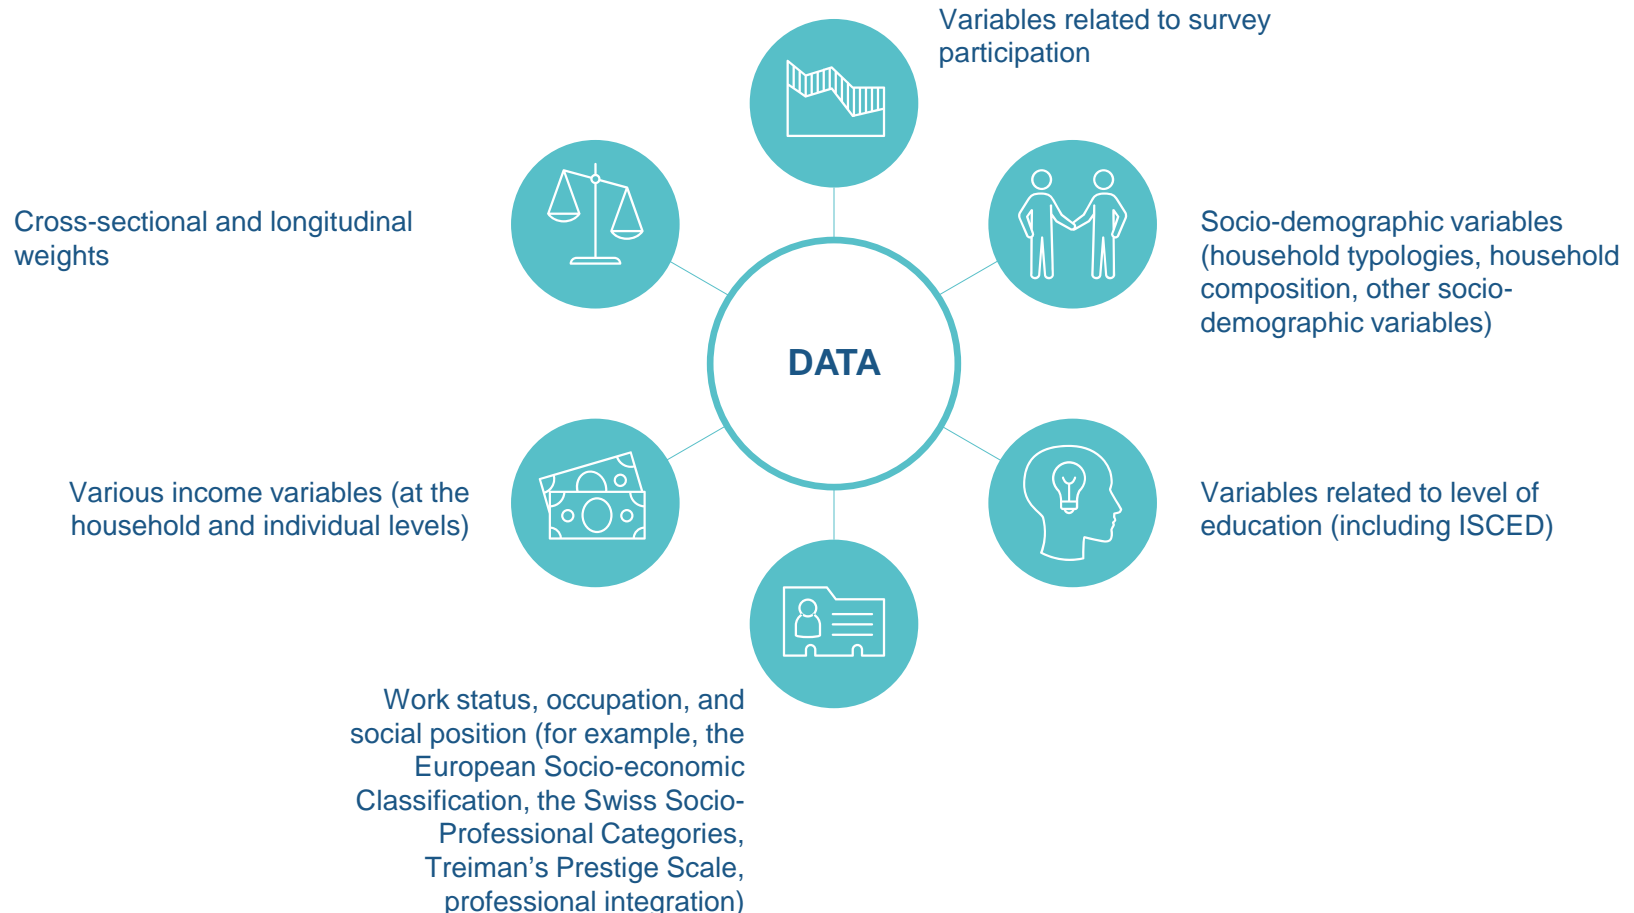 Variables related to survey
participation
Cross-sectional and longitudinal
weights
Socio-demographic variables
(household typologies, household
composition, other socio-
demographic variables)
DATA
Various income variables (at the
household and individual levels)
Variables related to level of
education (including ISCED)
Work status, occupation, and
social position (for example, the
European Socio-economic
Classification, the Swiss Socio-
Professional Categories,
Treiman’s Prestige Scale,
professional integration)